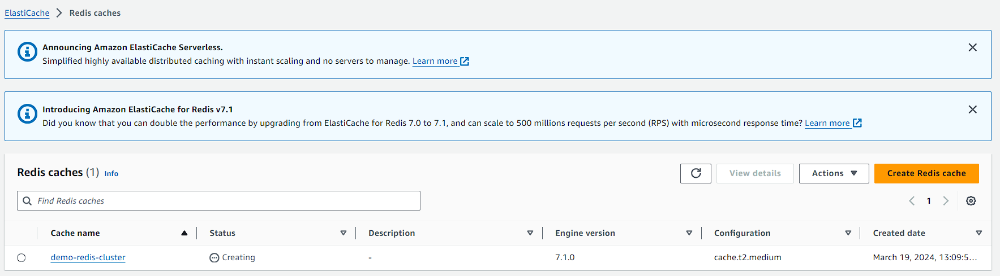 ElastiCache > Redis caches
Announcing Amazon ElastiCache Serverless.
Simplified highly available distributed caching with instant scaling and no servers to manage. Learn more
Introducing Amazon ElastiCache for Redis v7.1
Did you know that you can double the performance by upgrading from ElastiCache for Redis 7.0 to 7.1, and can scale to 500 millions requests per second (RPS) with microsecond response time? Learn more
Redis caches (1) Info
View details
Actions
Create Redis cache
Find Redis caches
1
Cache name Status Description Engine version Configuration Created date
demo-redis-cluster Creating - 7.1.0 cache.t2.medium March 19, 2024, 13:09:5...